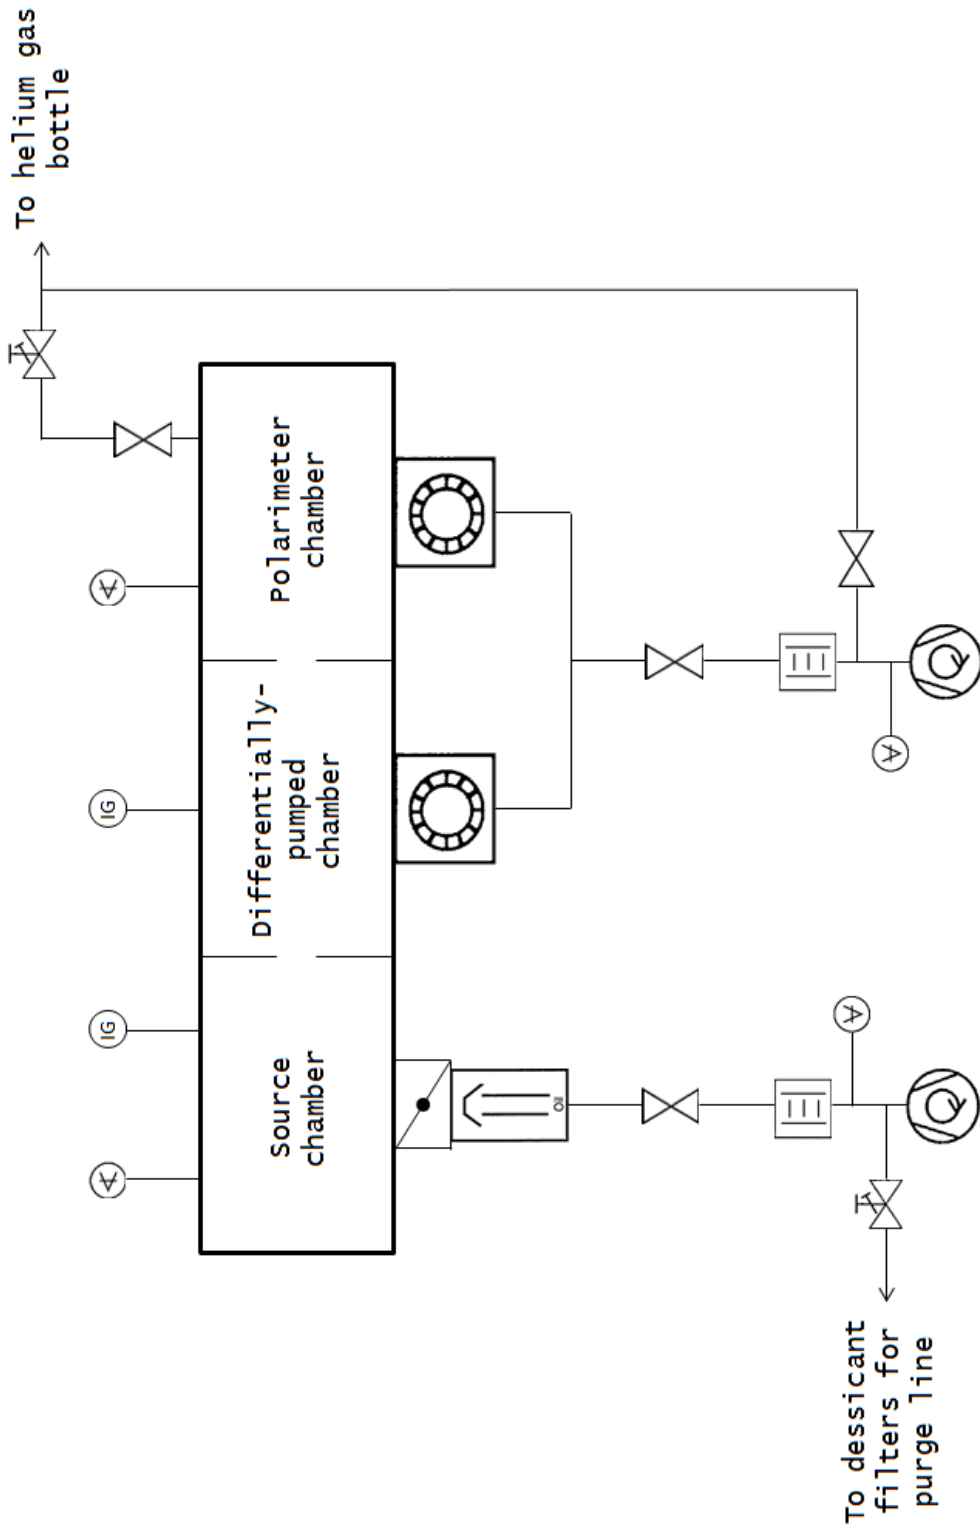 To helium gas
bottle
IG
IG
Source
chamber
Differentially-
pumped
chamber
Polarimeter
chamber
A
A
A
A
To dessicant
filters for
purge line